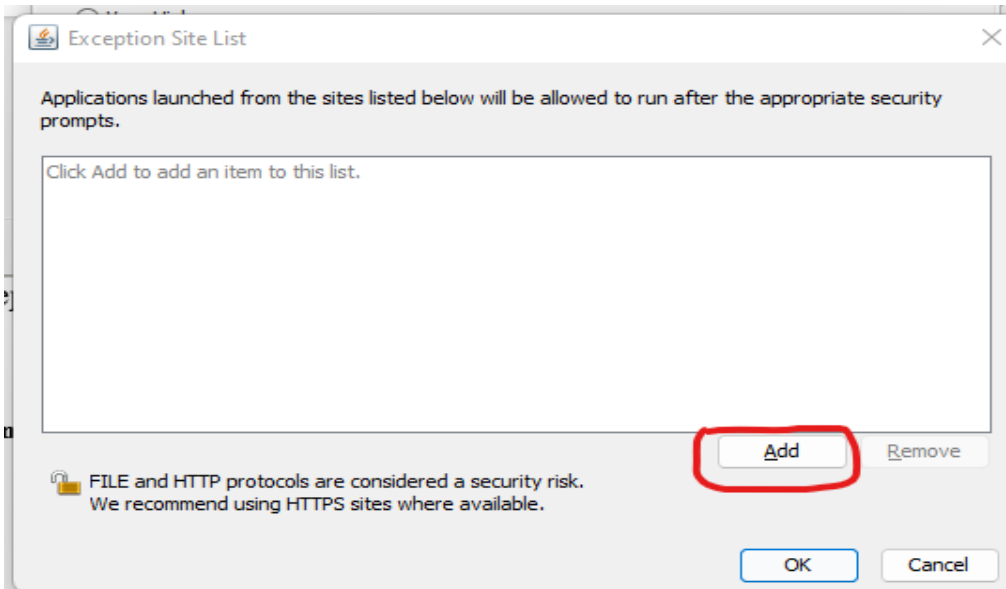 Exception Site List
Applications launched from the sites listed below will be allowed to run after the appropriate security
prompts.
Click Add to add an item to this list.
Add
Remove
FILE and HTTP protocols are considered a security risk.
We recommend using HTTPS sites where available.
OK
Cancel